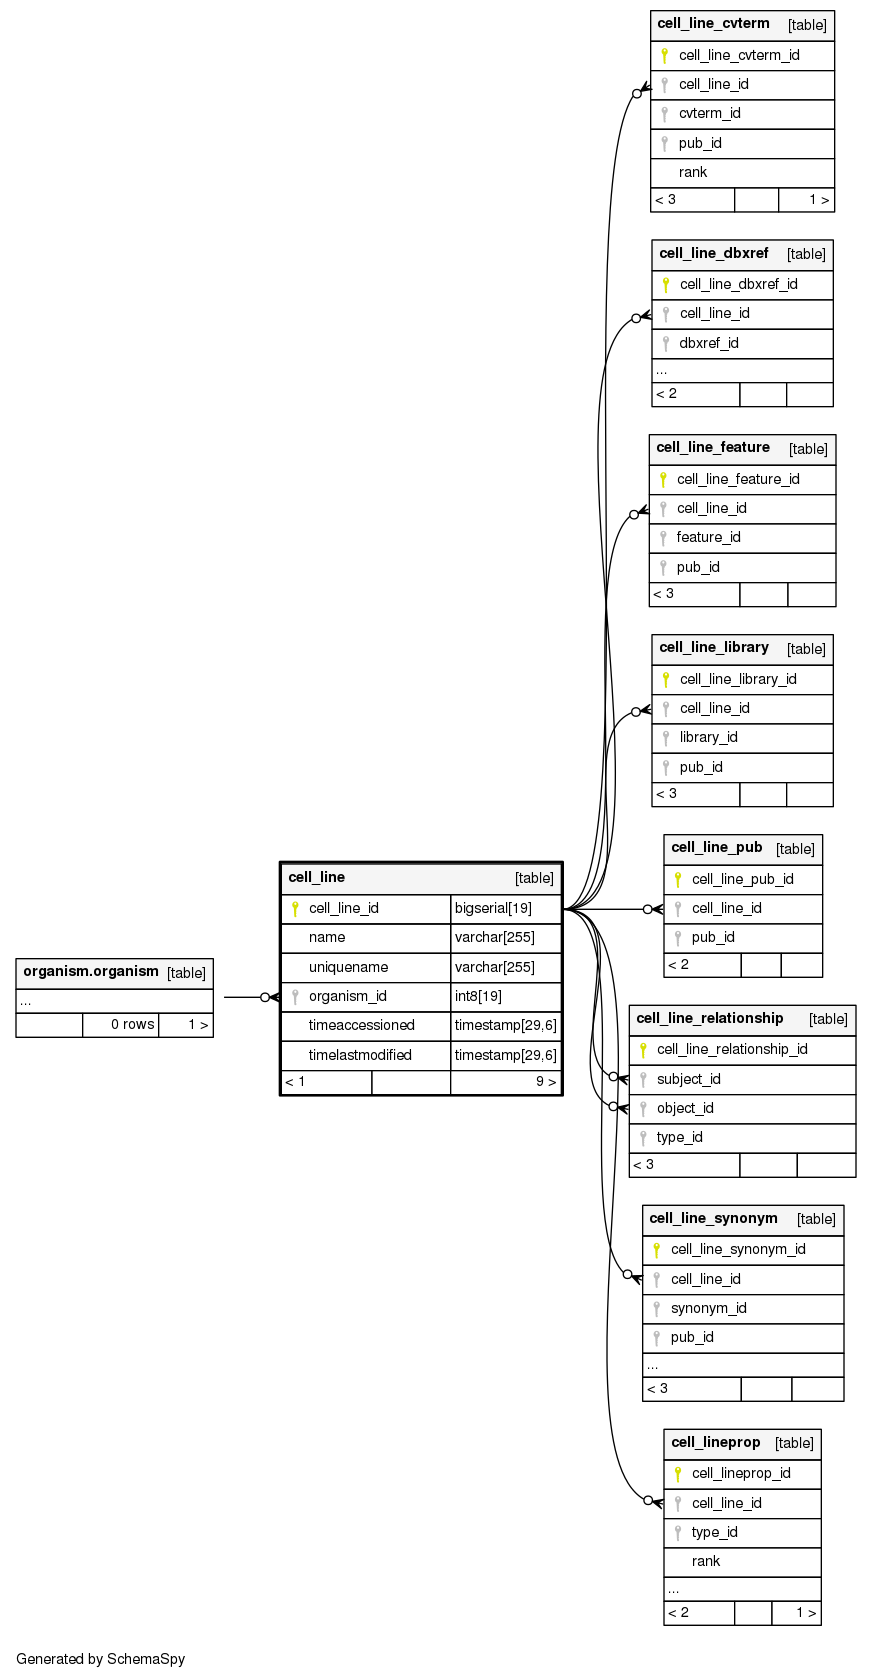 cell_line_cvterm [table]
cell_line_cvterm_id
cell_line_id
cvterm_id
pub_id
rank
< 3 1 >
cell_line_dbxref [table]
cell_line_dbxref_id
cell_line_id
dbxref_id
...
< 2
cell_line_feature [table]
cell_line_feature_id
cell_line_id
feature_id
pub_id
< 3
cell_line_library [table]
cell_line_library_id
cell_line_id
library_id
pub_id
< 3
cell_line_pub [table]
cell_line_pub_id
cell_line_id
pub_id
< 2
cell_line [table]
cell_line_id bigserial[19]
name varchar[255]
uniquename varchar[255]
organism_id int8[19]
timeaccessioned timestamp[29,6]
timelastmodified timestamp[29,6]
< 1 9 >
organism.organism [table]
...
0 rows 1 >
cell_line_relationship [table]
cell_line_relationship_id
subject_id
object_id
type_id
< 3
cell_line_synonym [table]
cell_line_synonym_id
cell_line_id
synonym_id
pub_id
...
< 3
cell_lineprop [table]
cell_lineprop_id
cell_line_id
type_id
rank
...
< 2 1 >
Generated by SchemaSpy